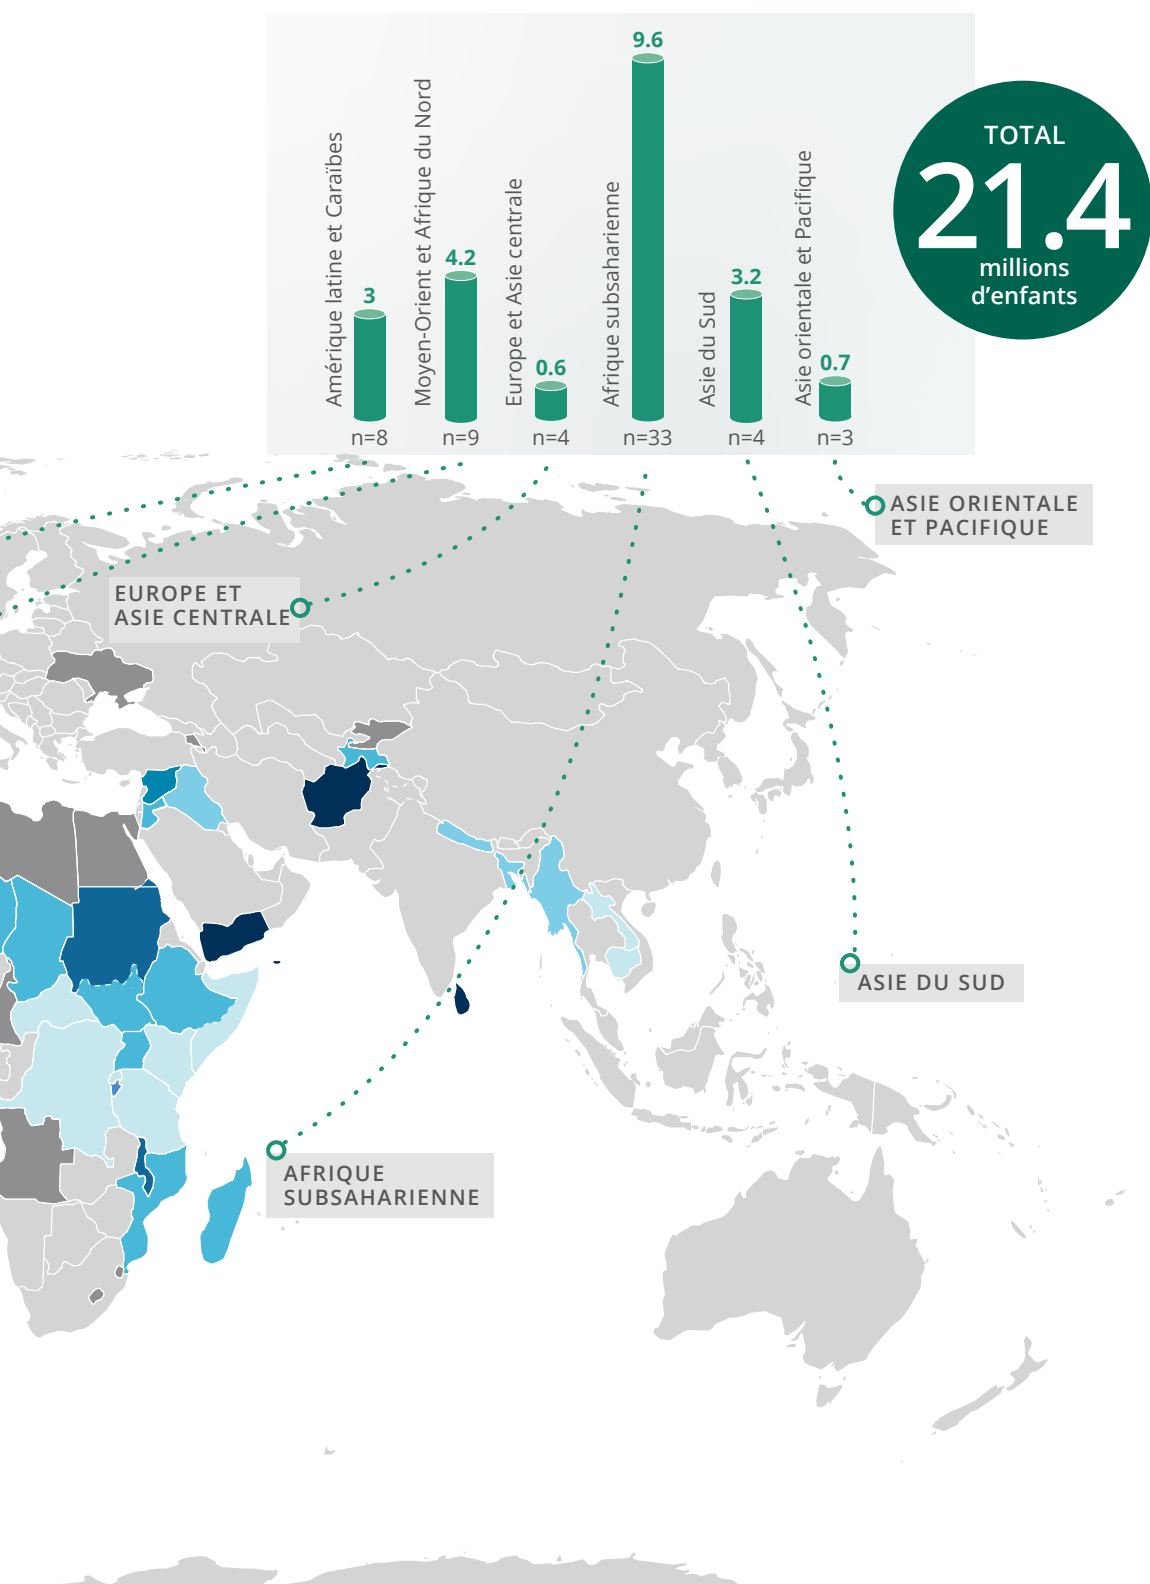 9.6
4.2
3
3.2
0.6
0.7
Amérique latine et Caraïbes
Moyen-Orient et Afrique du Nord
Europe et Asie centrale
Afrique subsaharienne
Asie du Sud
Asie orientale et Pacifique
n=8
n=9
n=4
n=33
n=4
n=3
TOTAL
21.4
millions
d’enfants
ASIE ORIENTALE
ET PACIFIQUE
EUROPE ET
ASIE CENTRALE
ASIE DU SUD
AFRIQUE
SUBSAHARIENNE